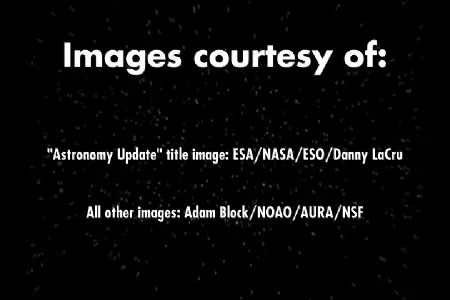 Images courtesy of:
"Astronomy Update" title image: ESA/NASA/ESO/Danny LaCru
All other images: Adam Block/NOAO/AURA/NSF